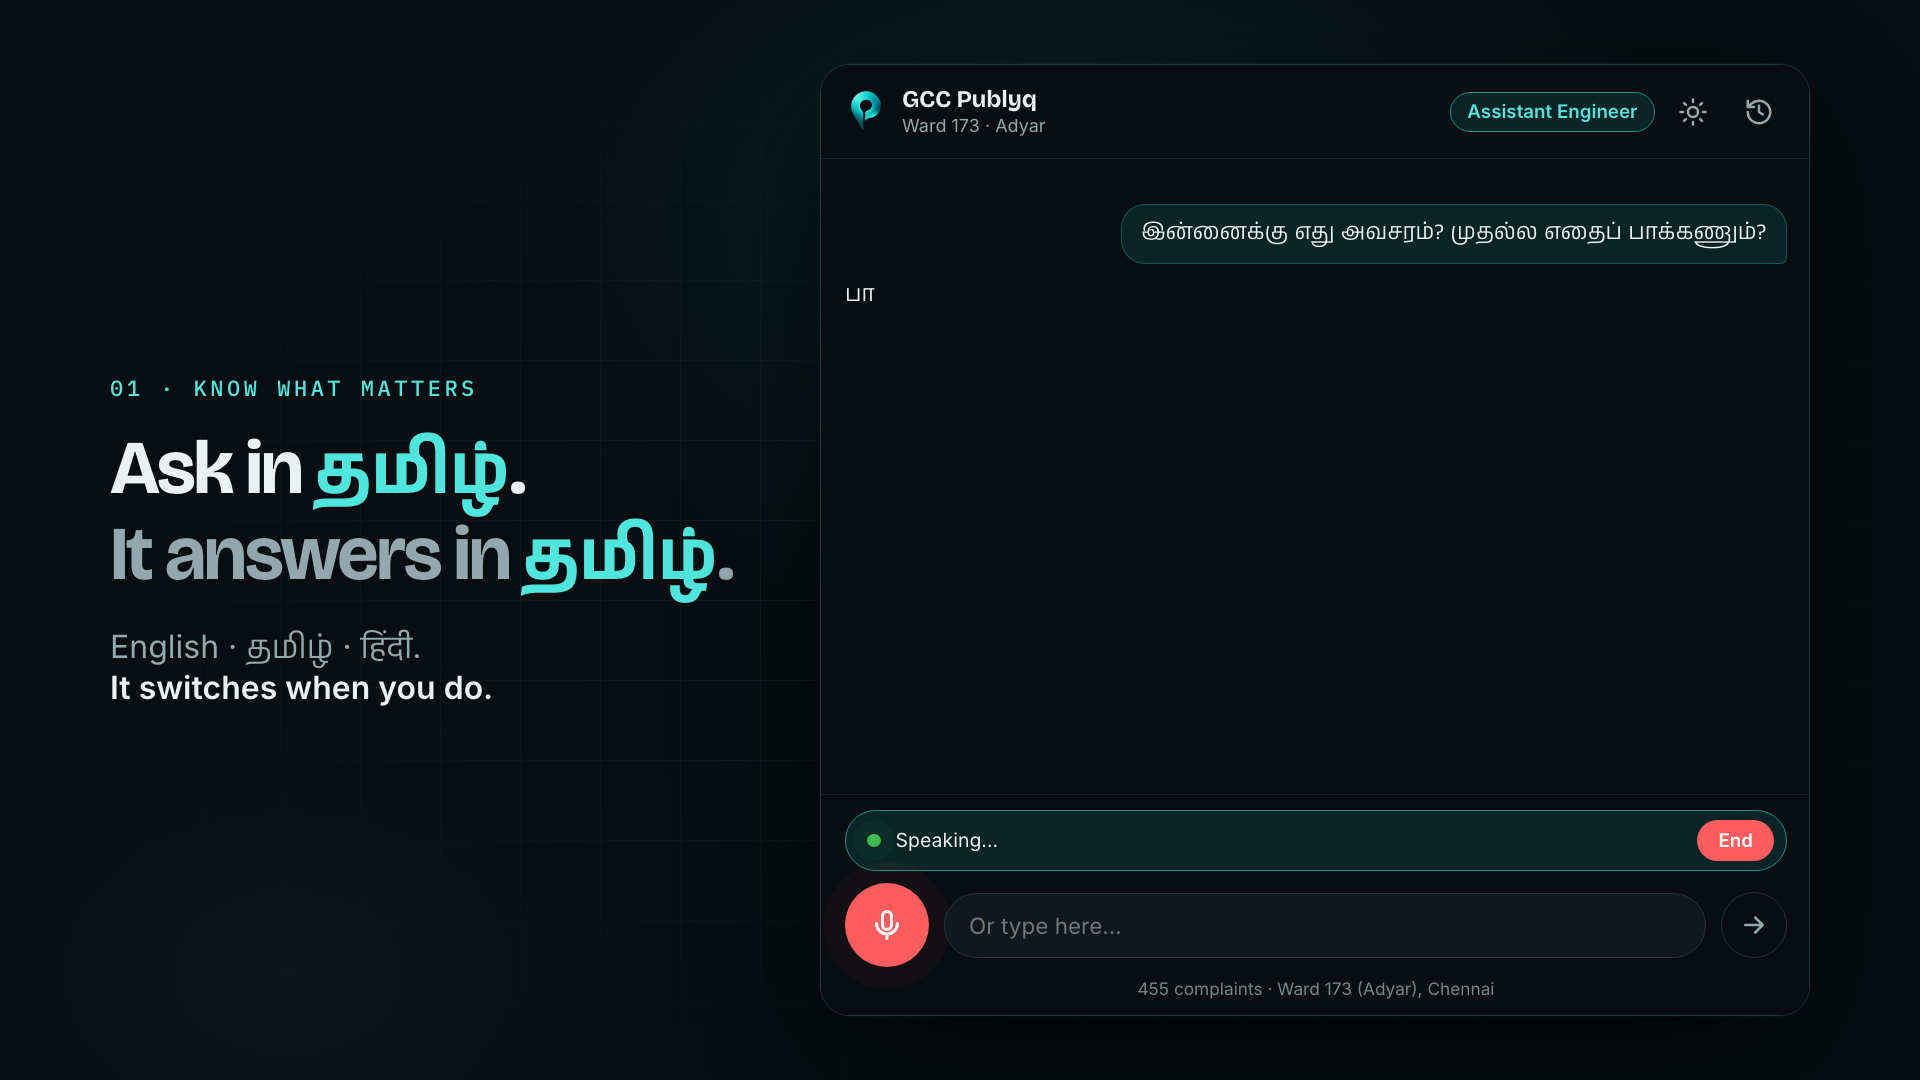 01 · KNOW WHAT MATTERS
Ask in தமிழ்.
It answers in தமிழ்.
English · தமிழ் · हिंदी.
It switches when you do.
GCC Publyq
Ward 173 · Adyar
Assistant Engineer
இன்னைக்கு எது அவசரம்? முதல்ல எதைப் பாக்கணும்?
பா
Speaking...
End
Or type here...
455 complaints · Ward 173 (Adyar), Chennai